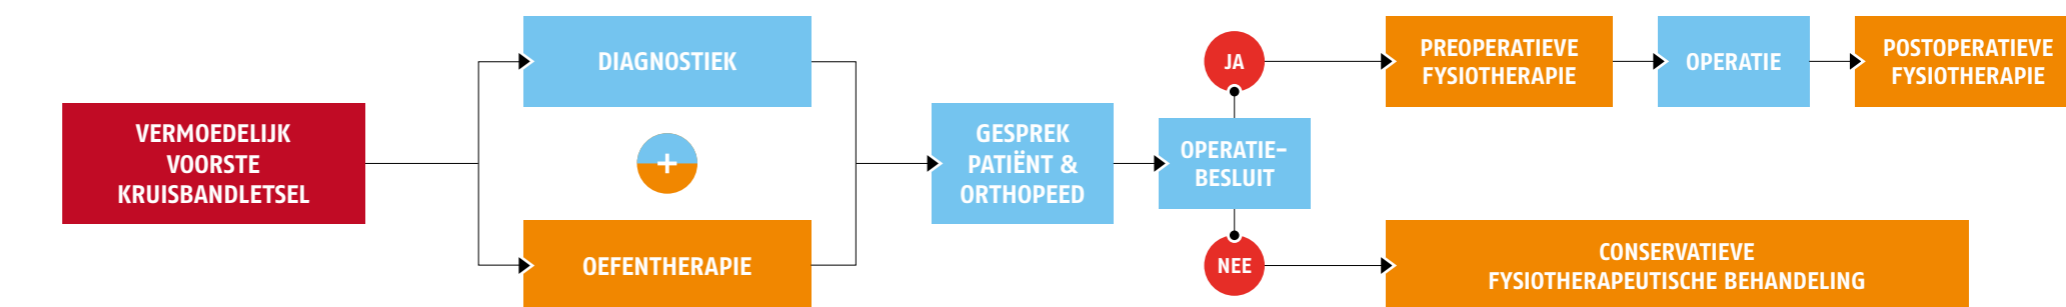 VERMOEDELIJK
VOORSTE
KRUISBANDLETSEL
DIAGNOSTIEK
+
OEFENTHERAPIE
GESPREK
PATIËNT &
ORTHOPEED
OPERATIE-
BESLUIT
JA
PREOPERATIEVE
FYSIOTHERAPIE
OPERATIE
POSTOPERATIEVE
FYSIOTHERAPIE
NEE
CONSERVATIEVE
FYSIOTHERAPEUTISCHE BEHANDELING